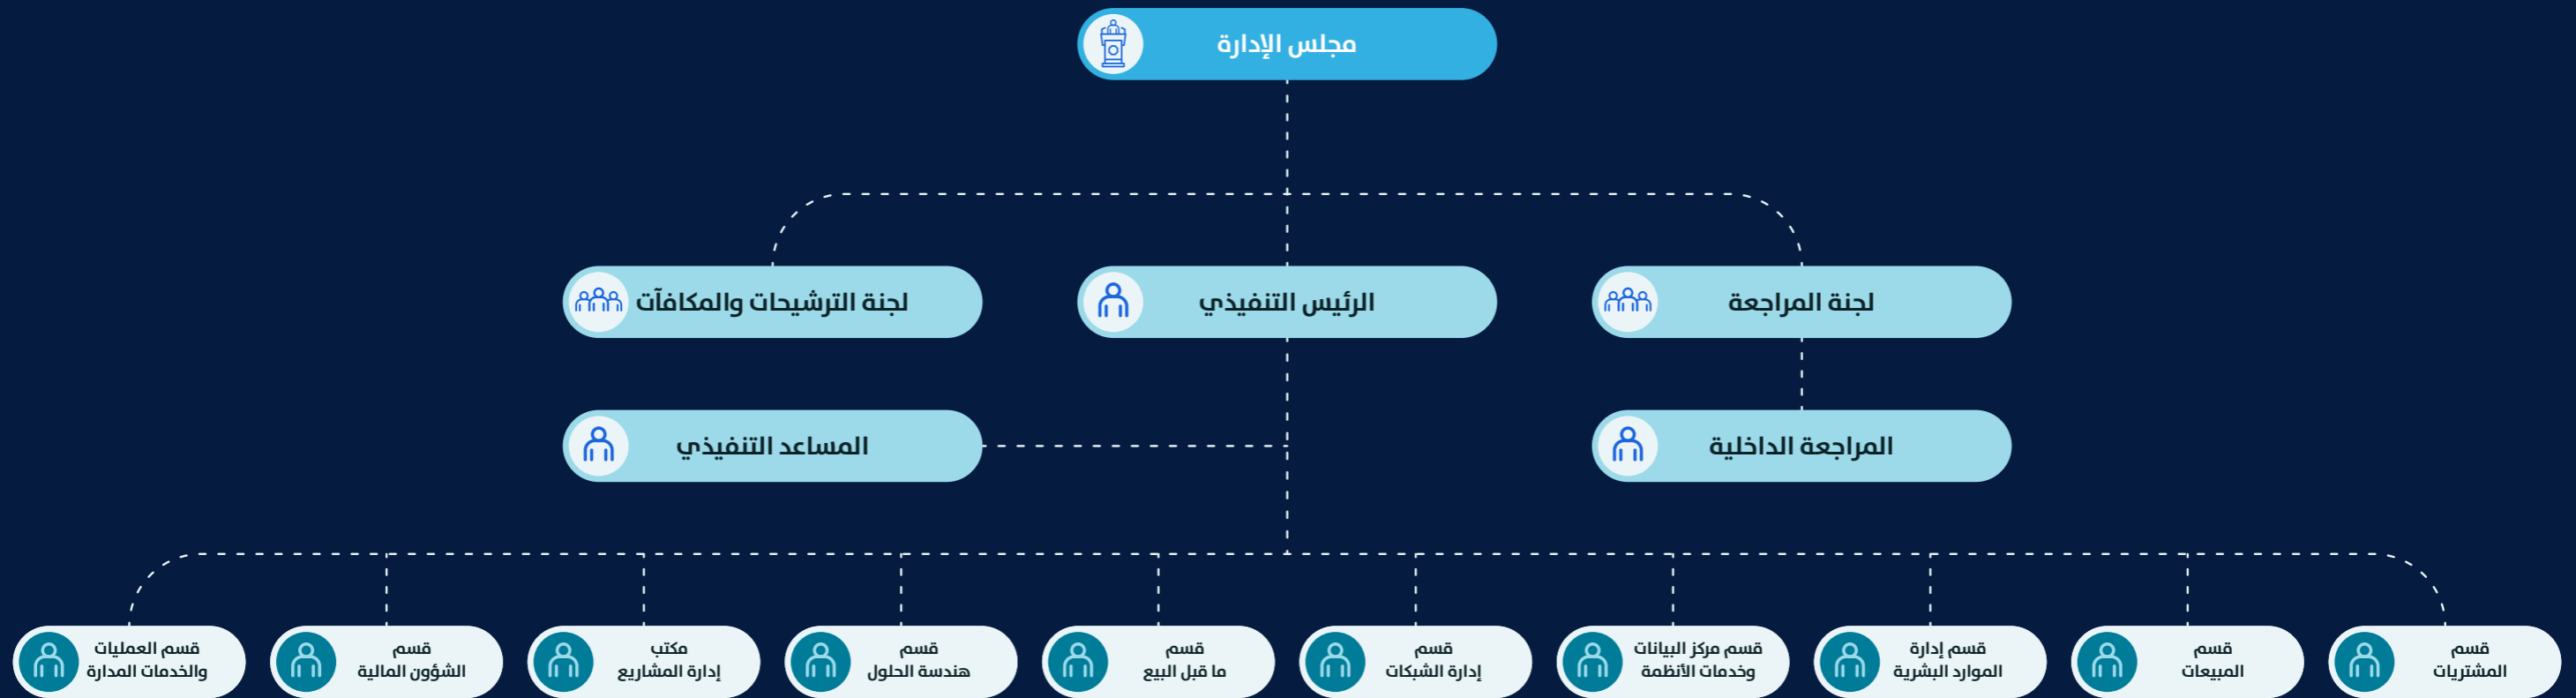 مجلس الإدارة
لجنة المراجعة
الرئيس التنفيذي
لجنة الترشيحات والمكافآت
المراجعة الداخلية
المساعد التنفيذي
قسم
المشتريات
قسم
المبيعات
قسم إدارة
الموارد البشرية
قسم مركز البيانات
وخدمات الأنظمة
قسم
إدارة الشبكات
قسم
ما قبل البيع
قسم
هندسة الحلول
مكتب
إدارة المشاريع
قسم
الشؤون المالية
قسم العمليات
والخدمات المدارة